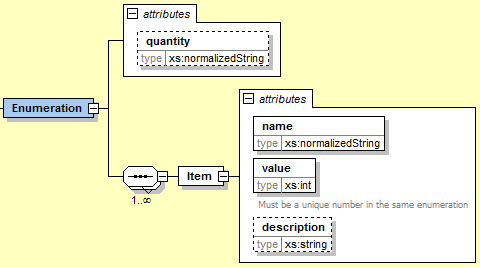 attributes
quantity
type xs:normalizedString
Enumeration
attributes
name
type xs:normalizedString
Item
value
type xs:int
1..∞
Must be a unique number in the same enumeration
description
type xs:string